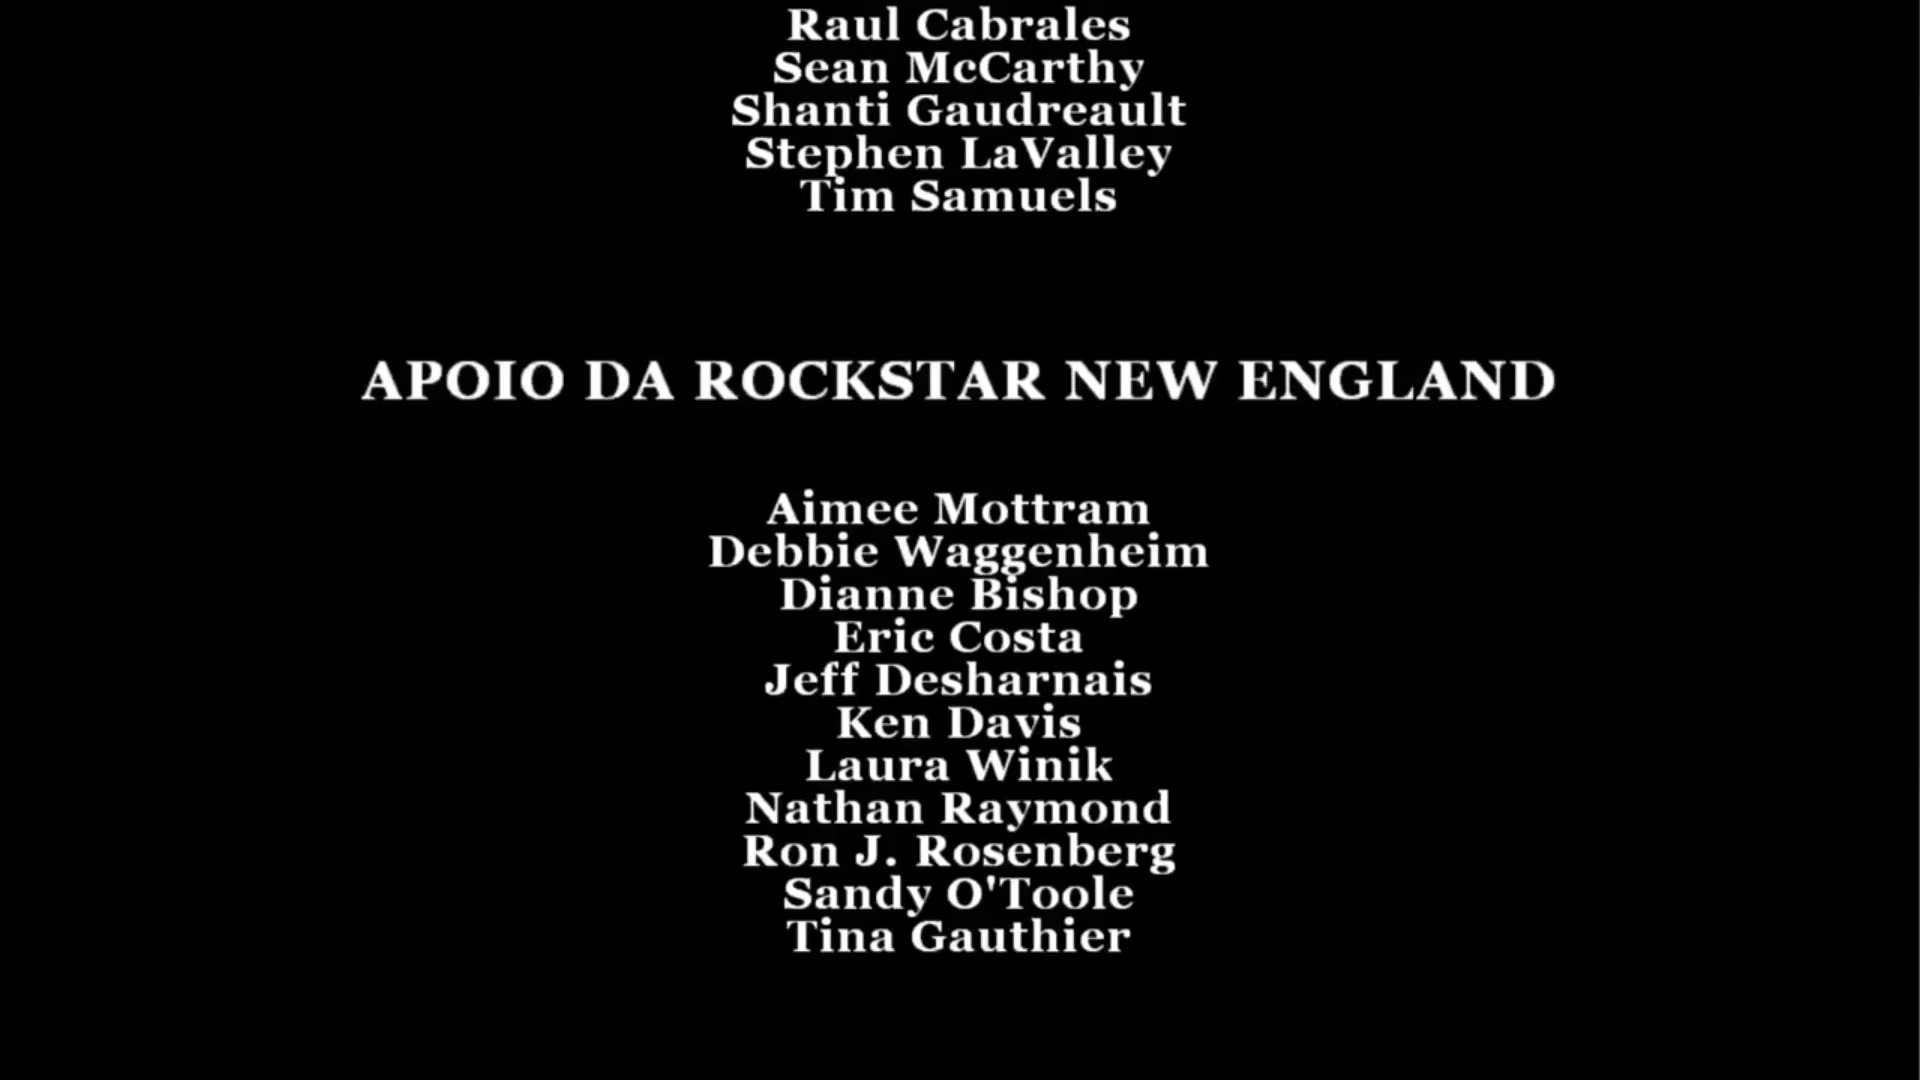 Raul Cabrales
Sean McCarthy
Shanti Gaudreault
Stephen LaValley
Tim Samuels
APOIO DA ROCKSTAR NEW ENGLAND
Aimee Mottram
Debbie Waggenheim
Dianne Bishop
Eric Costa
Jeff Desharnais
Ken Davis
Laura Winik
Nathan Raymond
Ron J. Rosenberg
Sandy O'Toole
Tina Gauthier